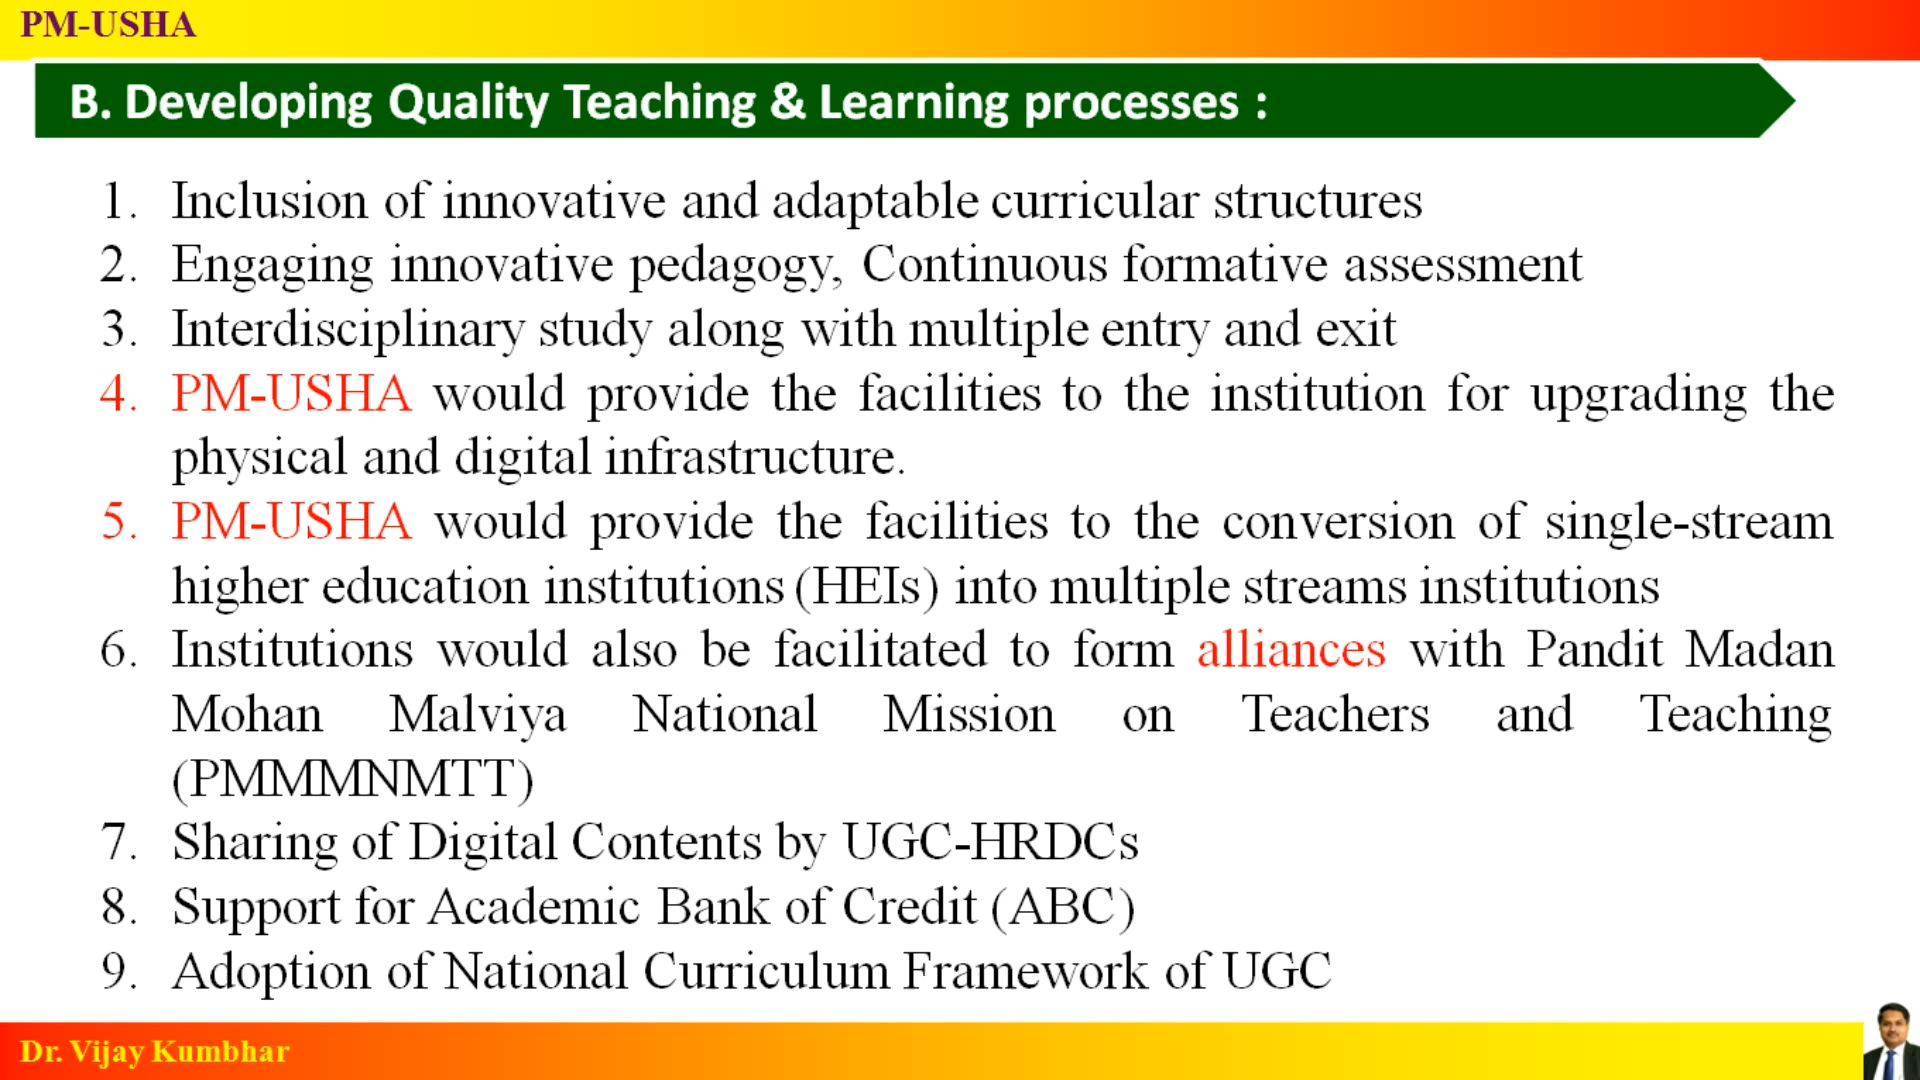 PM-USHA
B. Developing Quality Teaching & Learning processes :
1. Inclusion of innovative and adaptable curricular structures
2. Engaging innovative pedagogy, Continuous formative assessment
3. Interdisciplinary study along with multiple entry and exit
4. PM-USHA would provide the facilities to the institution for upgrading the
physical and digital infrastructure.
5. PM-USHA would provide the facilities to the conversion of single-stream
higher education institutions (HEIs) into multiple streams institutions
6. Institutions would also be facilitated to form alliances with Pandit Madan
Mohan Malviya National Mission on Teachers and Teaching
(PMMMNMTT)
7. Sharing of Digital Contents by UGC-HRDCs
8. Support for Academic Bank of Credit (ABC)
9. Adoption of National Curriculum Framework of UGC
Dr. Vijay Kumbhar